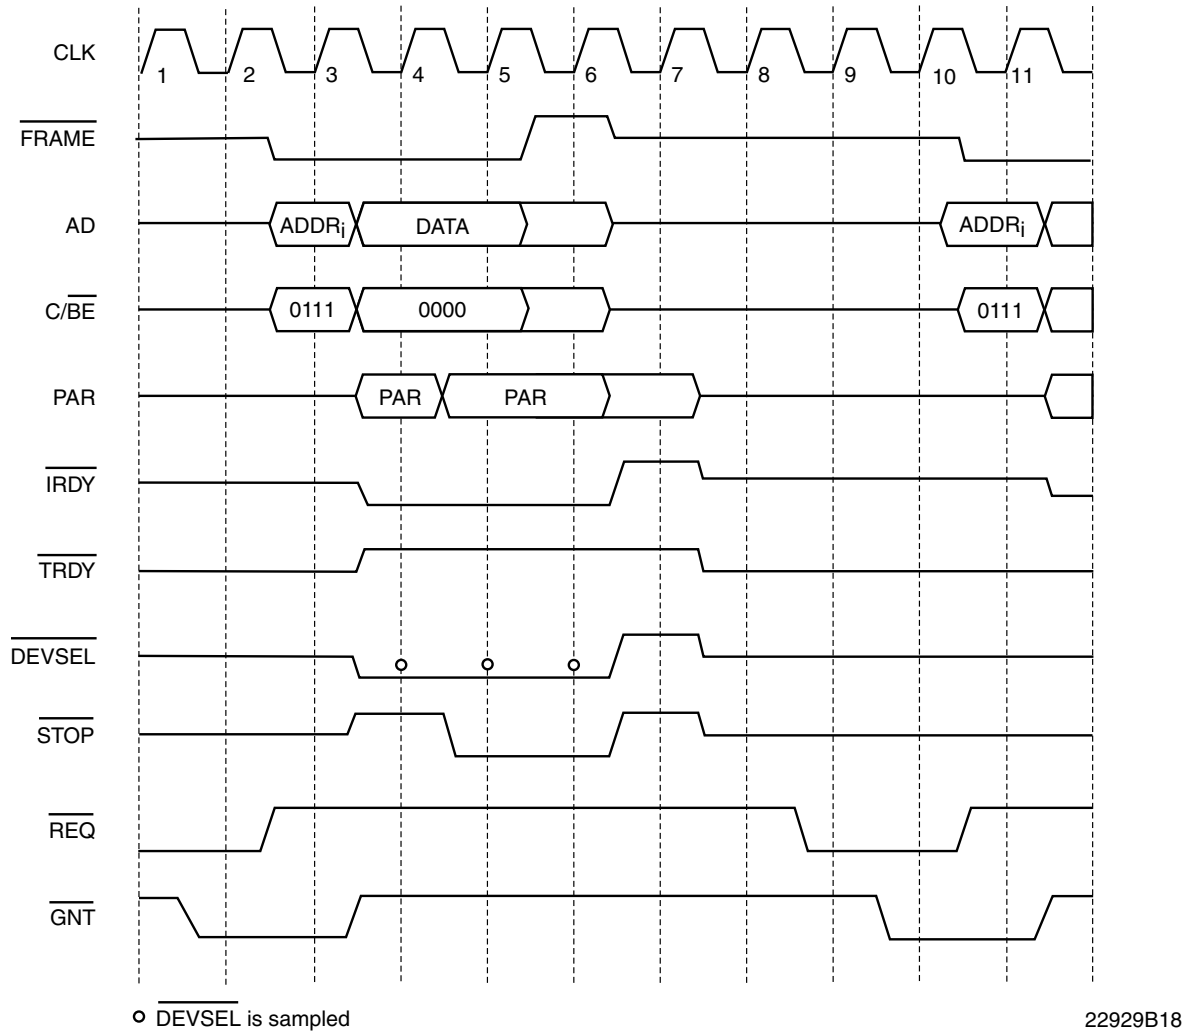 CLK
1 2 3 4 5 6 7 8 9 10 11
FRAME
AD
ADDRi DATA ADDRi
C/BE
0111 0000 0111
PAR
PAR PAR
IRDY
TRDY
DEVSEL
STOP
REQ
GNT
DEVSEL is sampled
22929B18